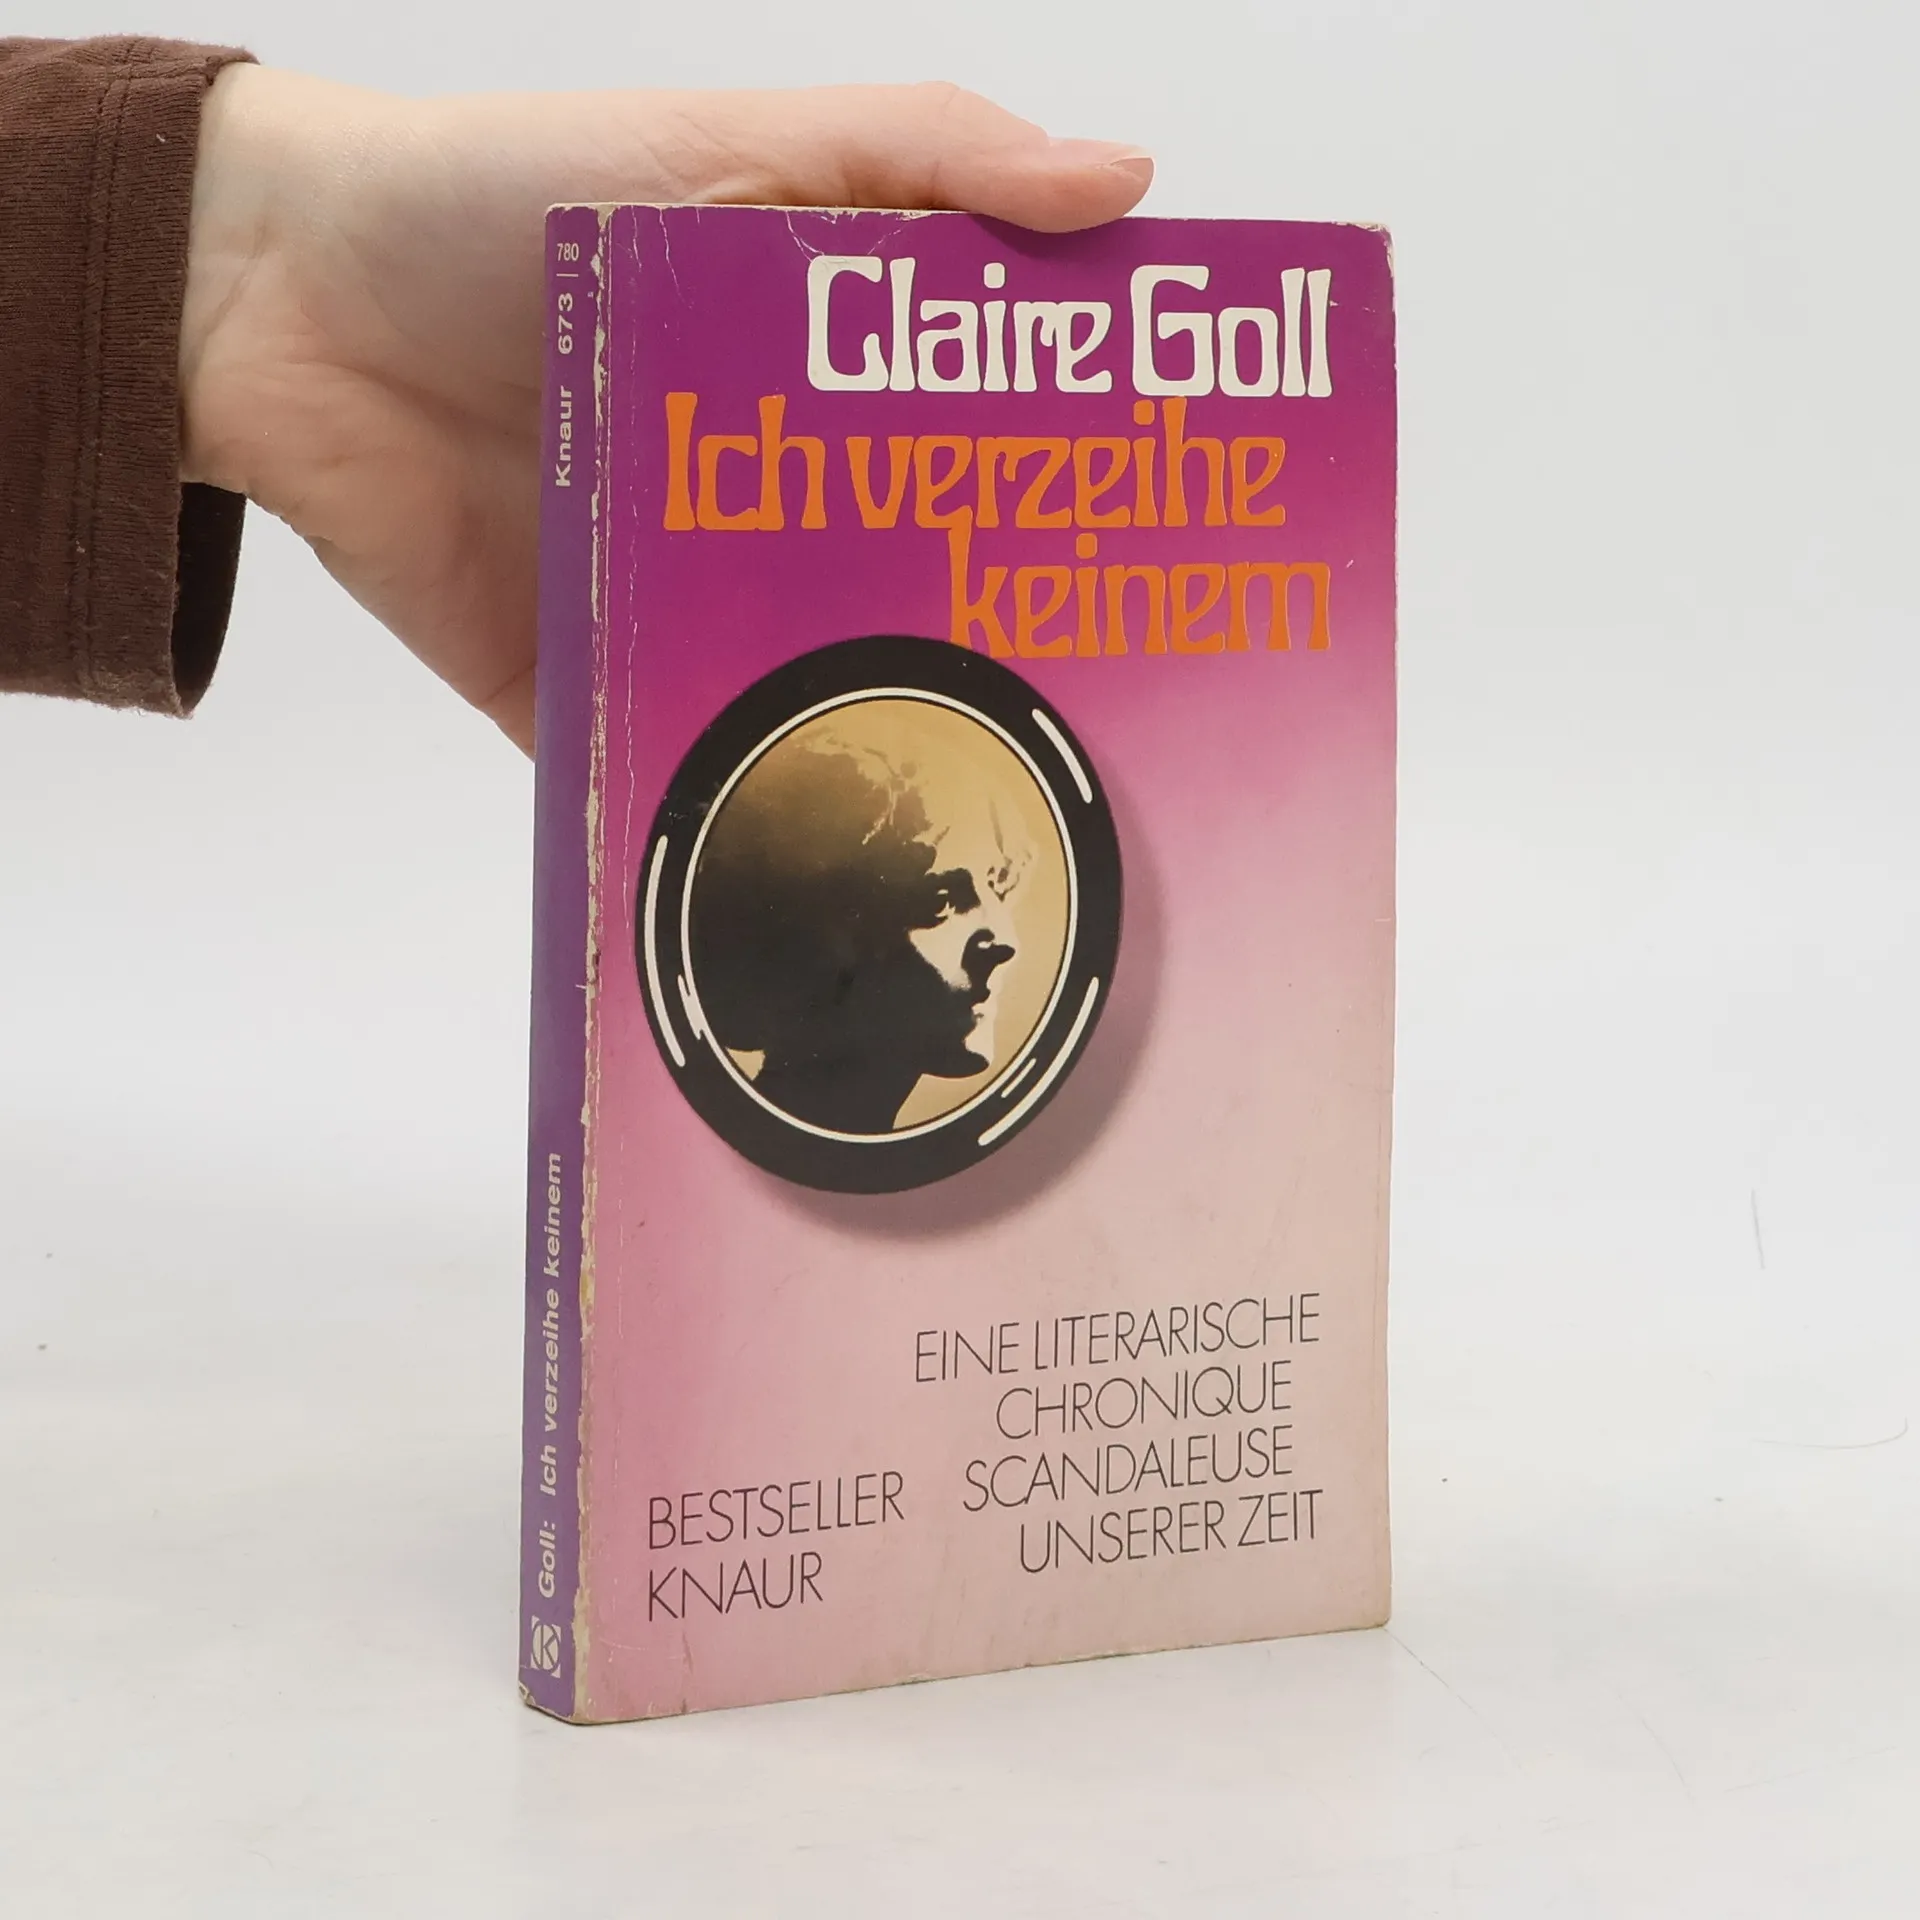 Claire Goll
Ich verzeihe
keinem
EINE LITERARISCHE
CHRONIQUE
SCANDALEUSE
UNSERER ZEIT
BESTSELLER
KNAUR
780
Knaur 673
Goll: Ich verzeihe keinem
K